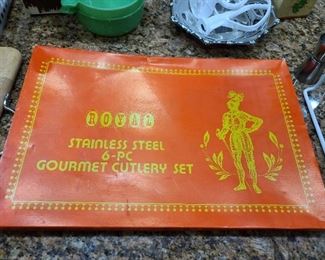 ROYAL
STAINLESS STEEL
6-PC
GOURMET CUTLERY SET